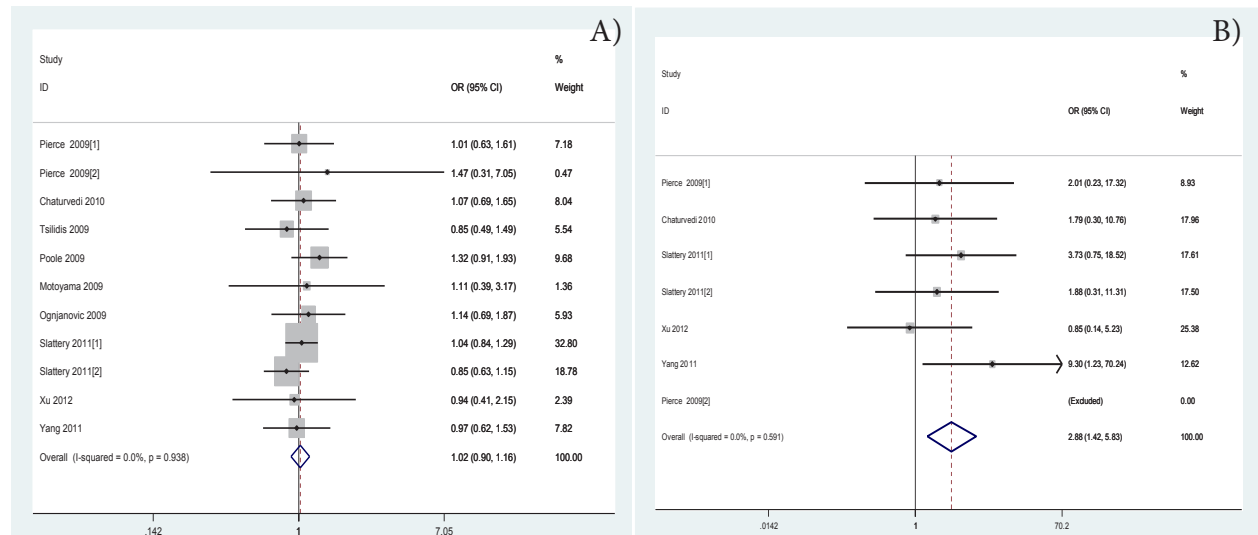 A)
Study %
ID OR (95% CI) Weight
Pierce 2009[1] 1.01 (0.63, 1.61) 7.18
Pierce 2009[2] 1.47 (0.31, 7.05) 0.47
Chaturvedi 2010 1.07 (0.69, 1.65) 8.04
Tsilidis 2009 0.85 (0.49, 1.49) 5.54
Poole 2009 1.32 (0.91, 1.93) 9.68
Motoyama 2009 1.11 (0.39, 3.17) 1.36
Ognjanovic 2009 1.14 (0.69, 1.87) 5.93
Slattery 2011[1] 1.04 (0.84, 1.29) 32.80
Slattery 2011[2] 0.85 (0.63, 1.15) 18.78
Xu 2012 0.94 (0.41, 2.15) 2.39
Yang 2011 0.97 (0.62, 1.53) 7.82
Overall (I-squared = 0.0%, p = 0.938) 1.02 (0.90, 1.16) 100.00
.142 1 7.05
B)
Study %
ID OR (95% CI) Weight
Pierce 2009[1] 2.01 (0.23, 17.32) 8.93
Chaturvedi 2010 1.79 (0.30, 10.76) 17.96
Slattery 2011[1] 3.73 (0.75, 18.52) 17.61
Slattery 2011[2] 1.88 (0.31, 11.31) 17.50
Xu 2012 0.85 (0.14, 5.23) 25.38
Yang 2011 9.30 (1.23, 70.24) 12.62
Pierce 2009[2] (Excluded) 0.00
Overall (I-squared = 0.0%, p = 0.591) 2.88 (1.42, 5.83) 100.00
.0142 1 70.2